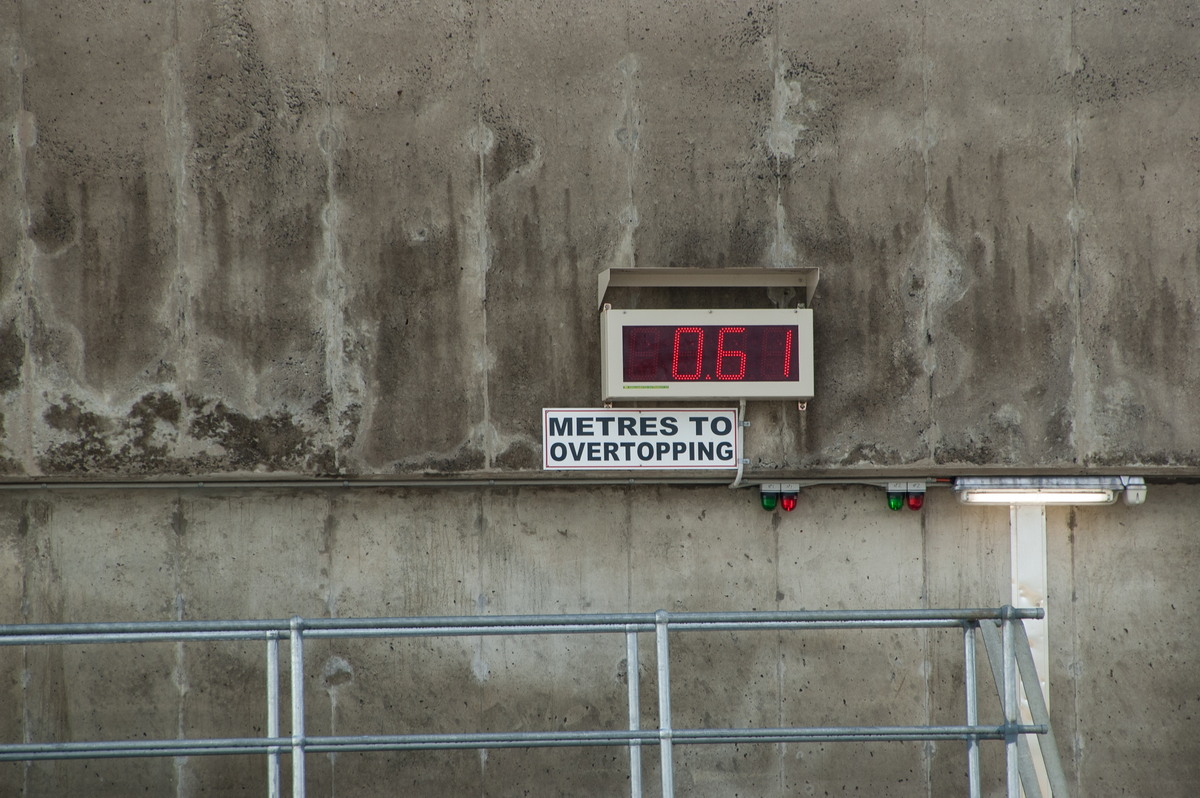 0.61
METRES TO
OVERTOPPING